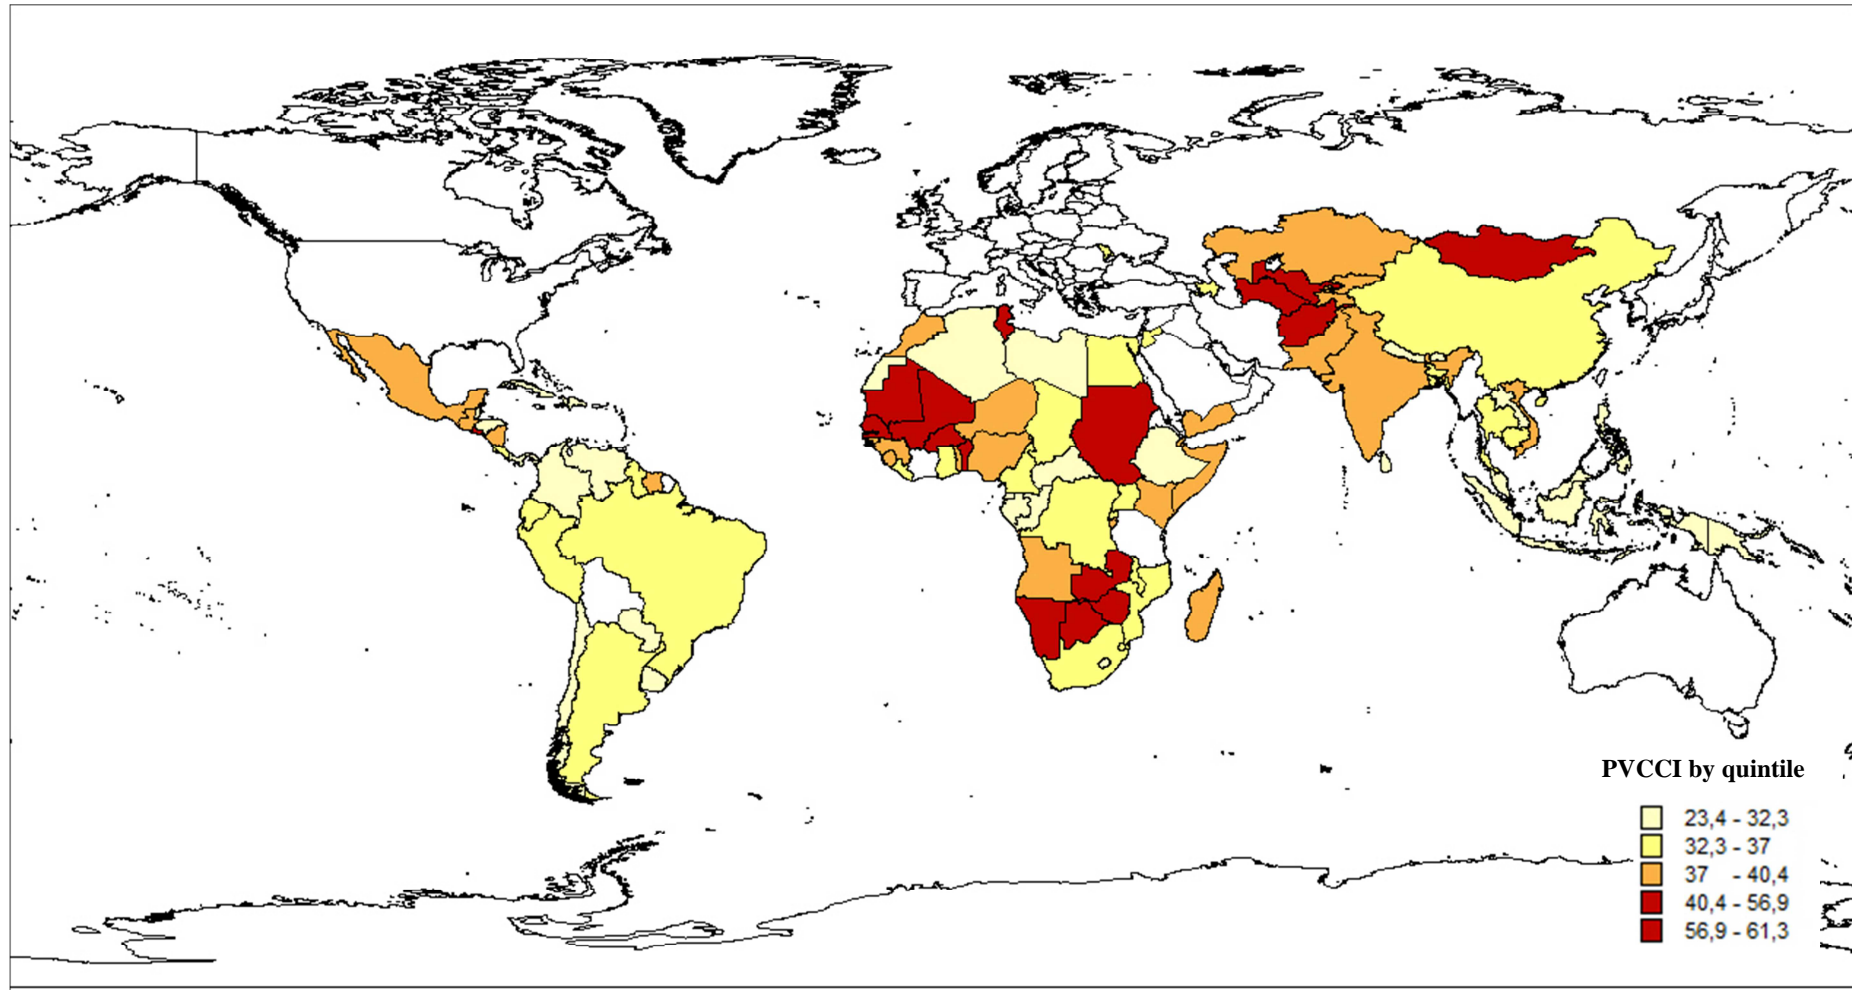 PVCCI by quintile
23,4 - 32,3
32,3 - 37
37 - 40,4
40,4 - 56,9
56,9 - 61,3